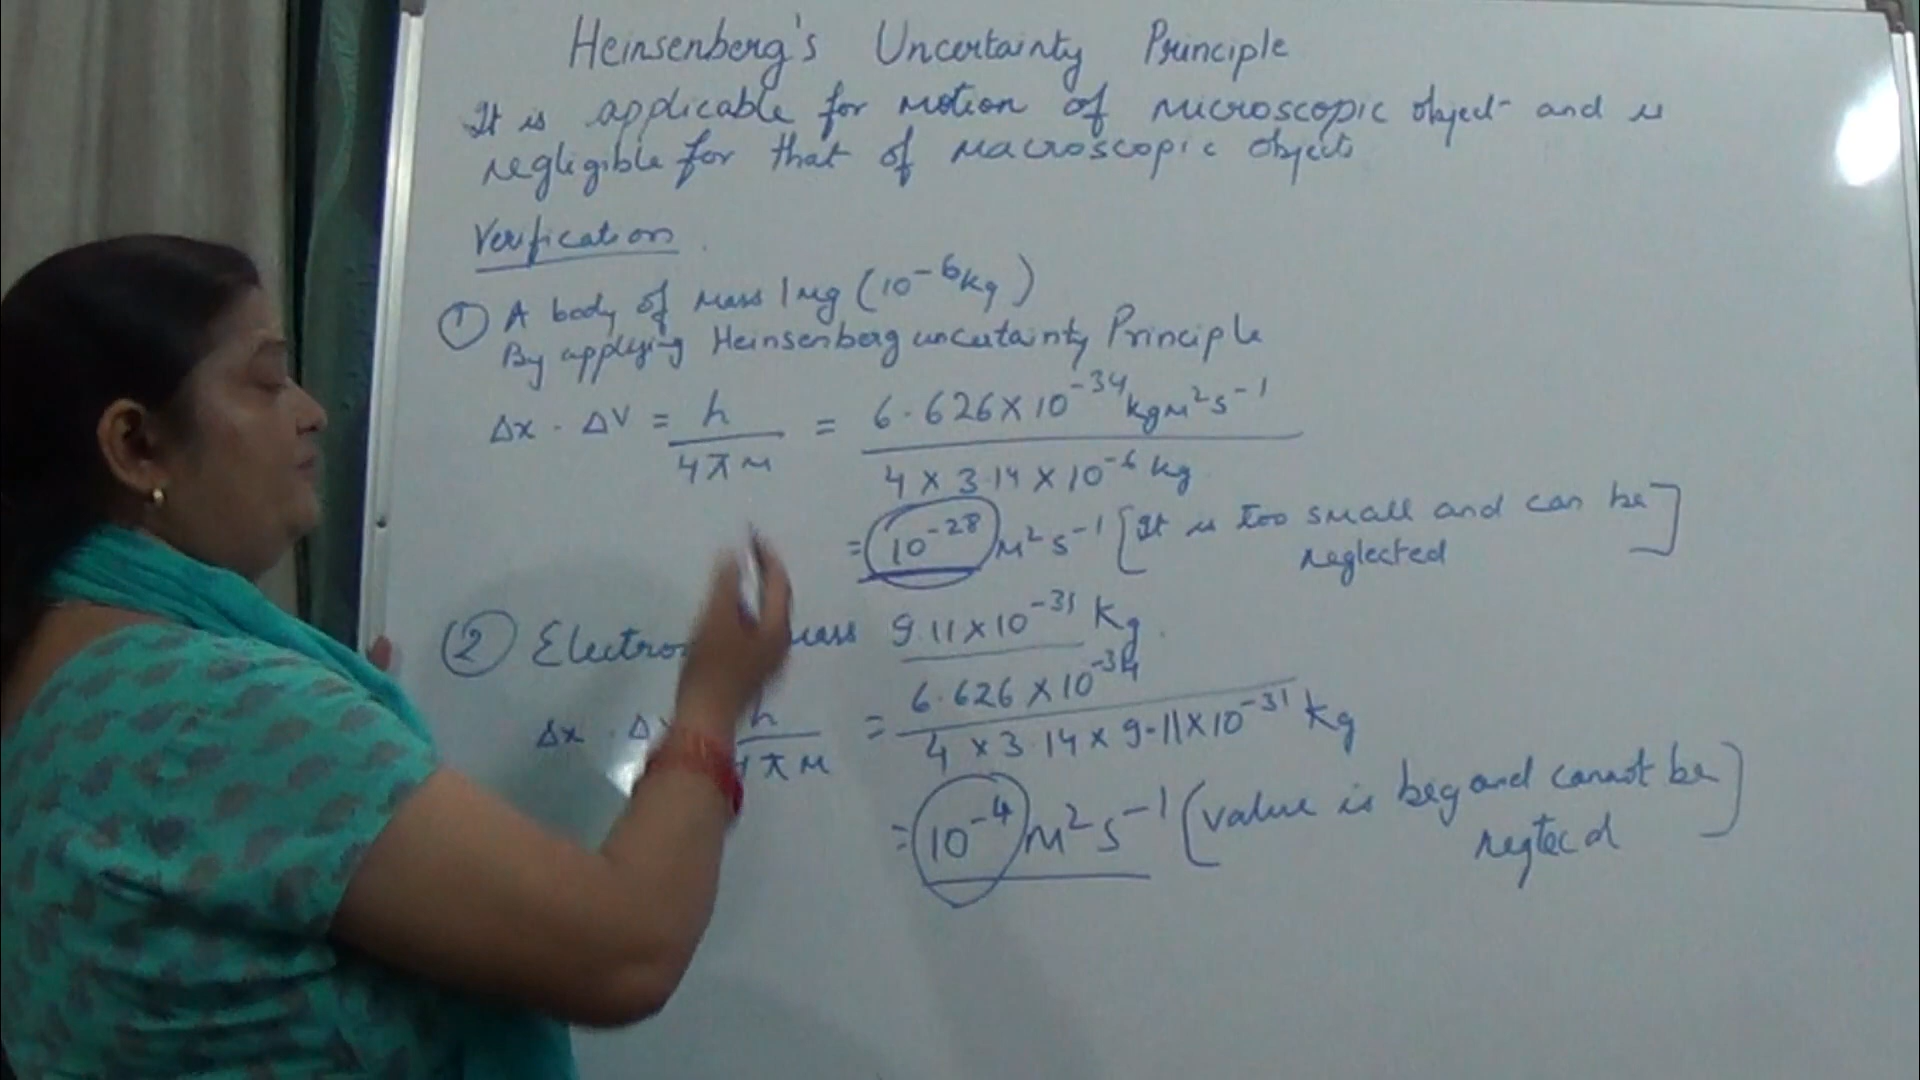 Heinsenberg's Uncertainty Principle
It is applicable for motion of microscopic object and is
negligible for that of macroscopic object
Verification
① A body of mass 1mg (10⁻⁶kg)
By applying Heinsenberg uncertainty Principle
Δx . ΔV = h / 4πm = 6.626 × 10⁻³⁴ kgm²s⁻¹ / 4 × 3.14 × 10⁻⁶ kg
= 10⁻²⁸ m²s⁻¹ [It is too small and can be
neglected]
② Electron mass 9.11×10⁻³¹ Kg
Δx . Δ h / πm = 6.626 × 10⁻³⁴ / 4 × 3.14 × 9.11×10⁻³¹ kg
= 10⁻⁴ m²s⁻¹ [value is beg and cannot be